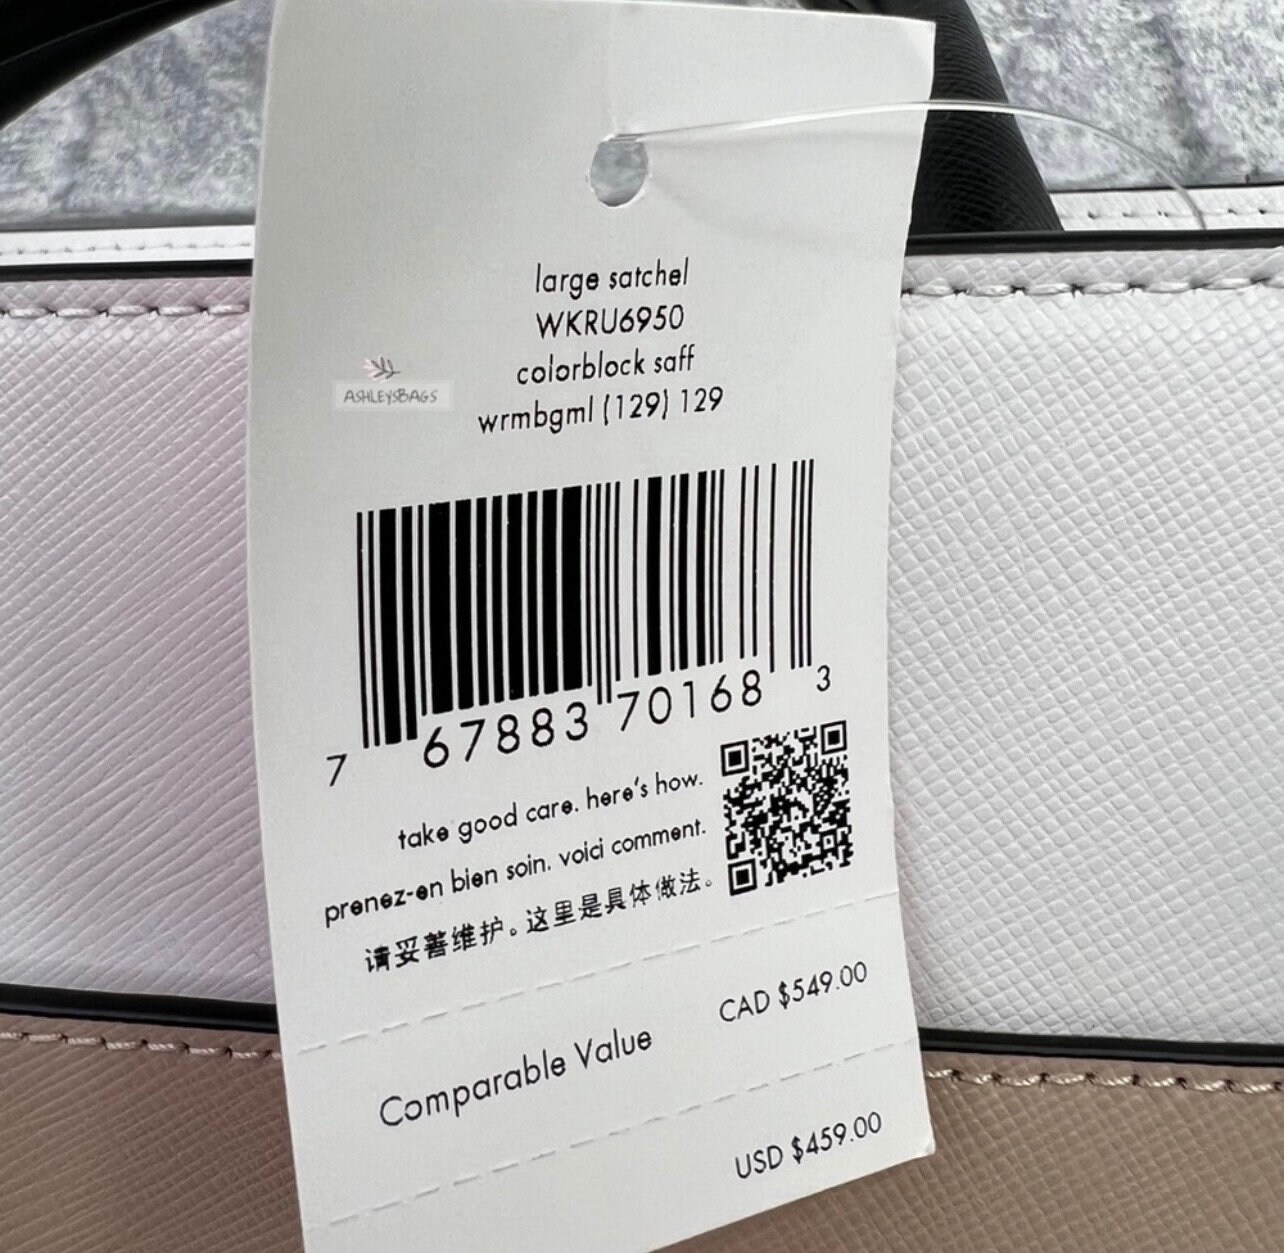 large satchel
WKRU6950
colorblock saff
wrmbgml (129) 129
ASHLEYSBAGS
7 67883 70168 3
take good care. here's how.
prenez-en bien soin. voici comment.
请妥善维护。这里是具体做法。
CAD $549.00
Comparable Value
USD $459.00